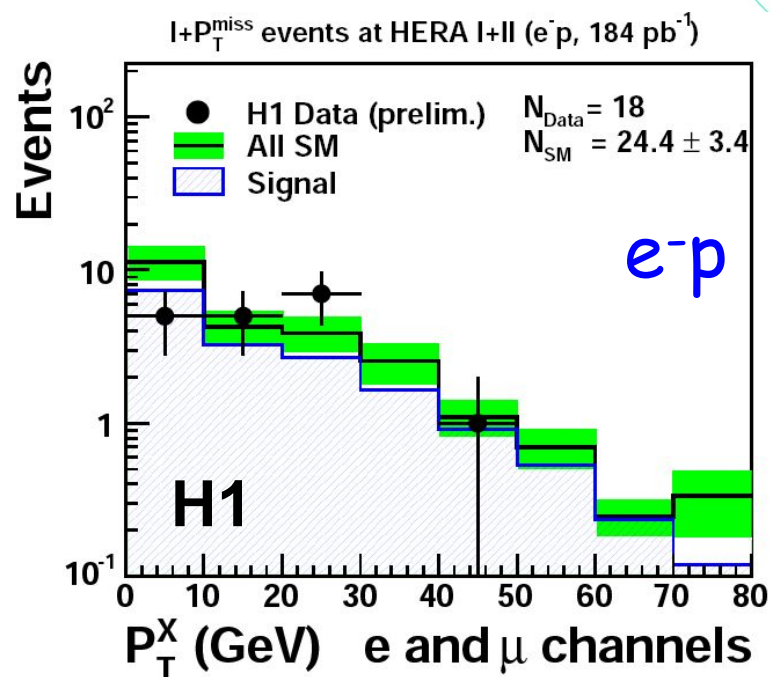 l+P_T^miss events at HERA I+II (e⁻p, 184 pb⁻¹)
Events
10²
10
1
10⁻¹
H1 Data (prelim.)
All SM
Signal
N_Data = 18
N_SM = 24.4 ± 3.4
e⁻p
H1
0 10 20 30 40 50 60 70 80
P_T^X (GeV) e and μ channels